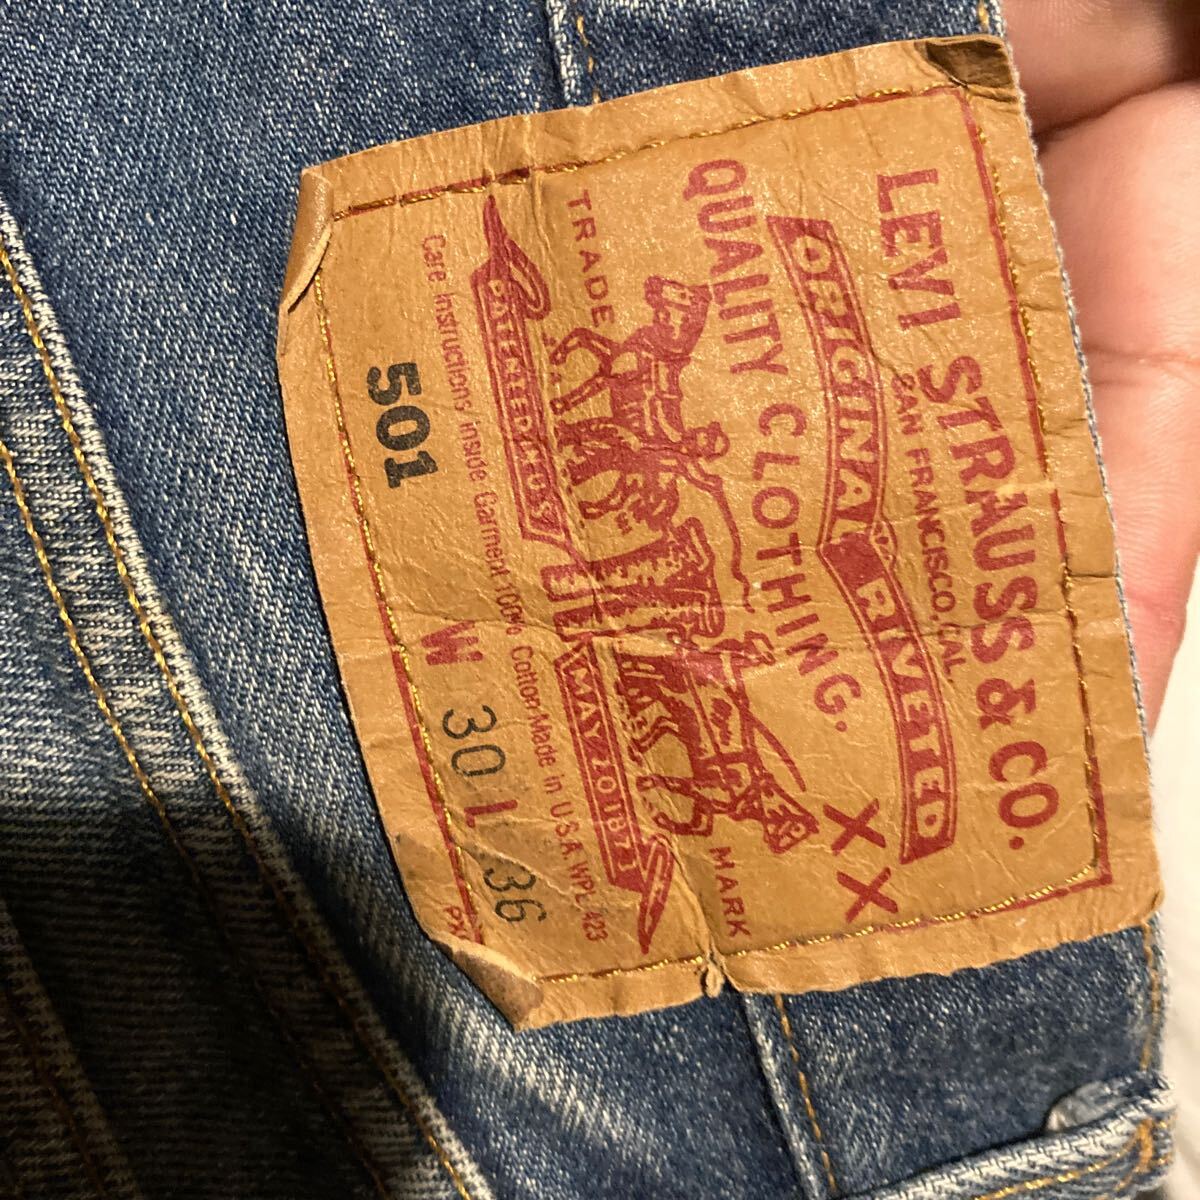 LEVI STRAUSS & CO.
SAN FRANCISCO, CAL.
ORIGINAL RIVETED
QUALITY CLOTHING.
XX
TRADE MARK
MAY 20 1873
Care Instructions Inside Garment 100% Cotton Made in U.S.A. WPL 423
501 W 30 L 36